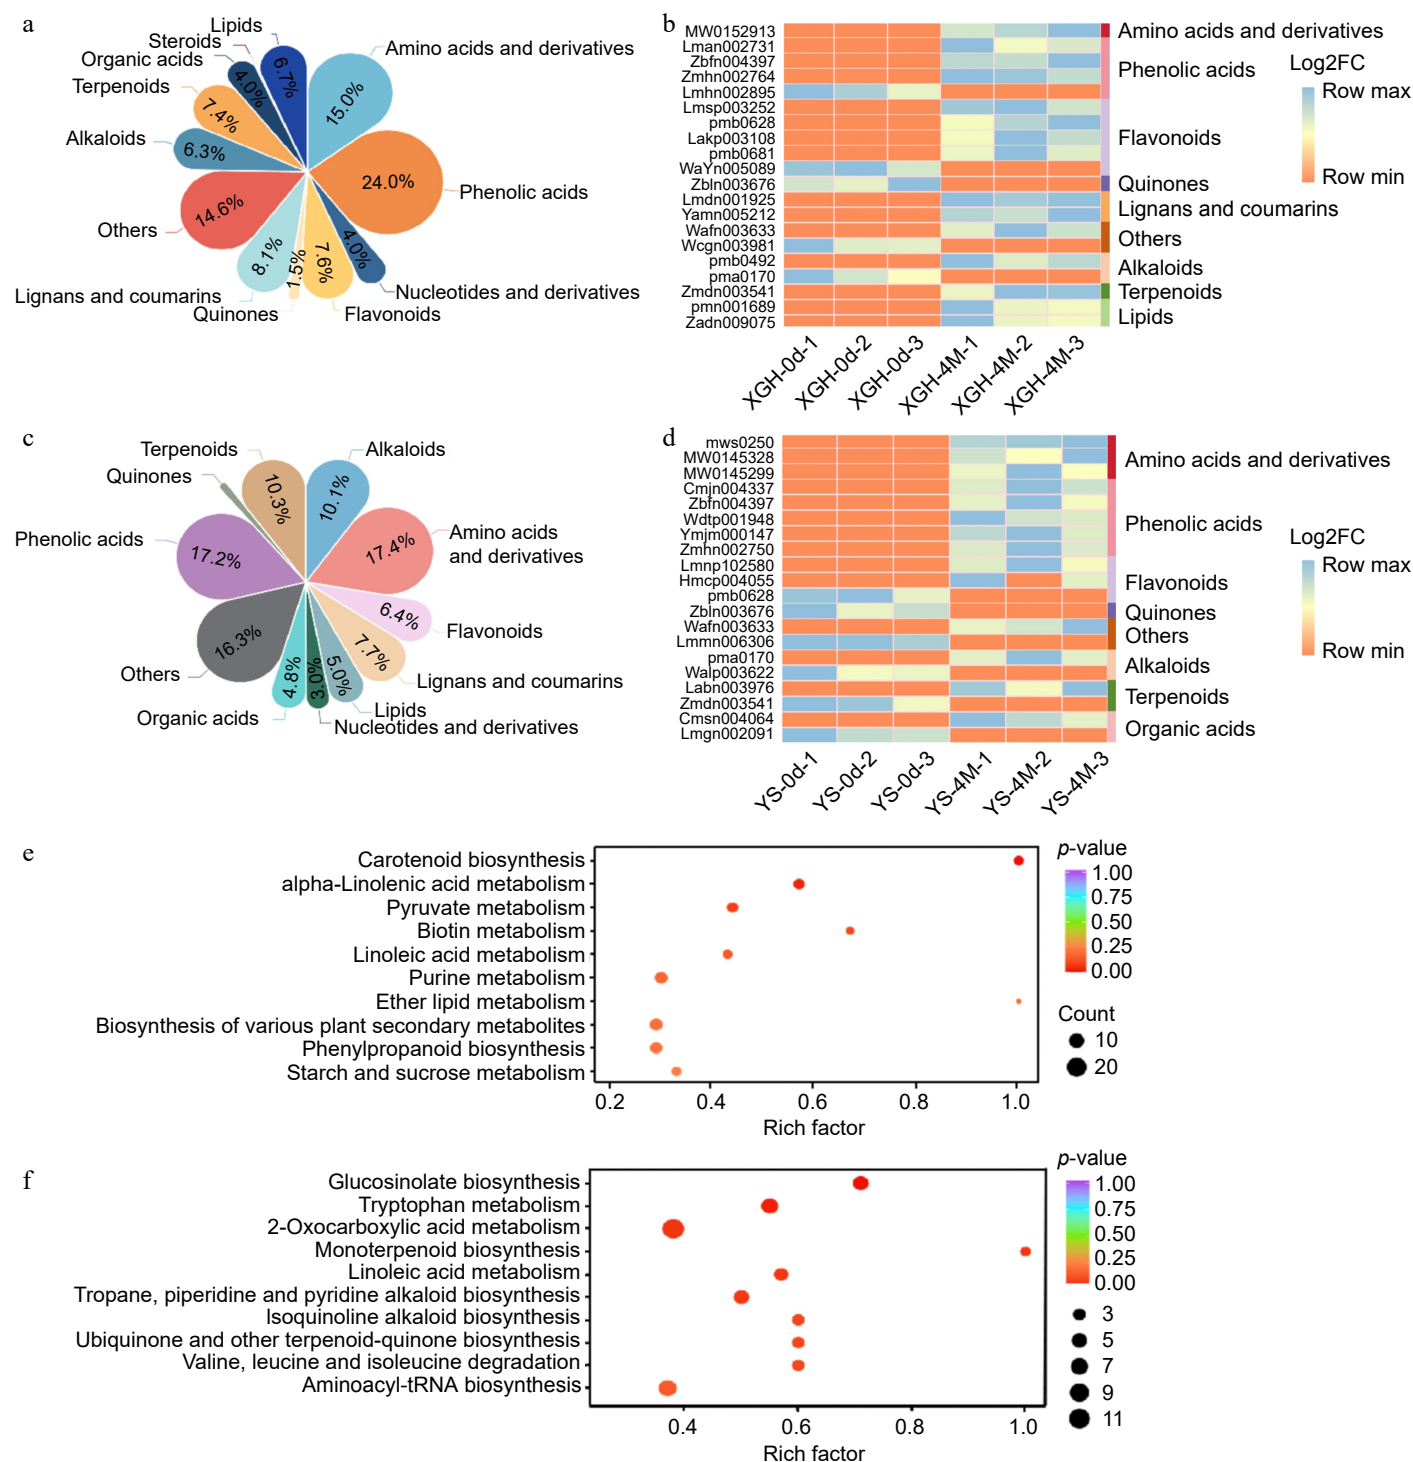 a
Lipids
Steroids
Organic acids
Terpenoids
Alkaloids
Others
Lignans and coumarins
Quinones
Flavonoids
Nucleotides and derivatives
Phenolic acids
Amino acids and derivatives
6.7%
4.0%
7.4%
6.3%
14.6%
8.1%
1.5%
7.6%
4.0%
24.0%
15.0%
b
MW0152913
Lman002731
Zbfn004397
Zmhn002764
Lmhn002895
Lmsp003252
pmb0628
Lakp003108
pmb0681
WaYn005089
Zbln003676
Lmdn001925
Yamn005212
Wafn003633
Wcgn003981
pmb0492
pma0170
Zmdn003541
pmn001689
Zadn009075
XGH-0d-1
XGH-0d-2
XGH-0d-3
XGH-4M-1
XGH-4M-2
XGH-4M-3
Amino acids and derivatives
Phenolic acids
Flavonoids
Quinones
Lignans and coumarins
Others
Alkaloids
Terpenoids
Lipids
Log2FC
Row max
Row min
c
Terpenoids
Quinones
Phenolic acids
Others
Organic acids
Nucleotides and derivatives
Lipids
Lignans and coumarins
Flavonoids
Amino acids
and derivatives
Alkaloids
10.3%
17.2%
16.3%
4.8%
3.0%
5.0%
7.7%
6.4%
17.4%
10.1%
d
mws0250
MW0145328
MW0145299
Cmjn004337
Zbfn004397
Wdtp001948
Ymjm000147
Zmhn002750
Lmnp102580
Hmcp004055
pmb0628
Zbln003676
Wafn003633
Lmmn006306
pma0170
Walp003622
Labn003976
Zmdn003541
Cmsn004064
Lmgn002091
YS-0d-1
YS-0d-2
YS-0d-3
YS-4M-1
YS-4M-2
YS-4M-3
Amino acids and derivatives
Phenolic acids
Flavonoids
Quinones
Others
Alkaloids
Terpenoids
Organic acids
Log2FC
Row max
Row min
e
Carotenoid biosynthesis
alpha-Linolenic acid metabolism
Pyruvate metabolism
Biotin metabolism
Linoleic acid metabolism
Purine metabolism
Ether lipid metabolism
Biosynthesis of various plant secondary metabolites
Phenylpropanoid biosynthesis
Starch and sucrose metabolism
0.2 0.4 0.6 0.8 1.0
Rich factor
p-value
1.00
0.75
0.50
0.25
0.00
Count
10
20
f
Glucosinolate biosynthesis
Tryptophan metabolism
2-Oxocarboxylic acid metabolism
Monoterpenoid biosynthesis
Linoleic acid metabolism
Tropane, piperidine and pyridine alkaloid biosynthesis
Isoquinoline alkaloid biosynthesis
Ubiquinone and other terpenoid-quinone biosynthesis
Valine, leucine and isoleucine degradation
Aminoacyl-tRNA biosynthesis
0.4 0.6 0.8 1.0
Rich factor
p-value
1.00
0.75
0.50
0.25
0.00
3
5
7
9
11